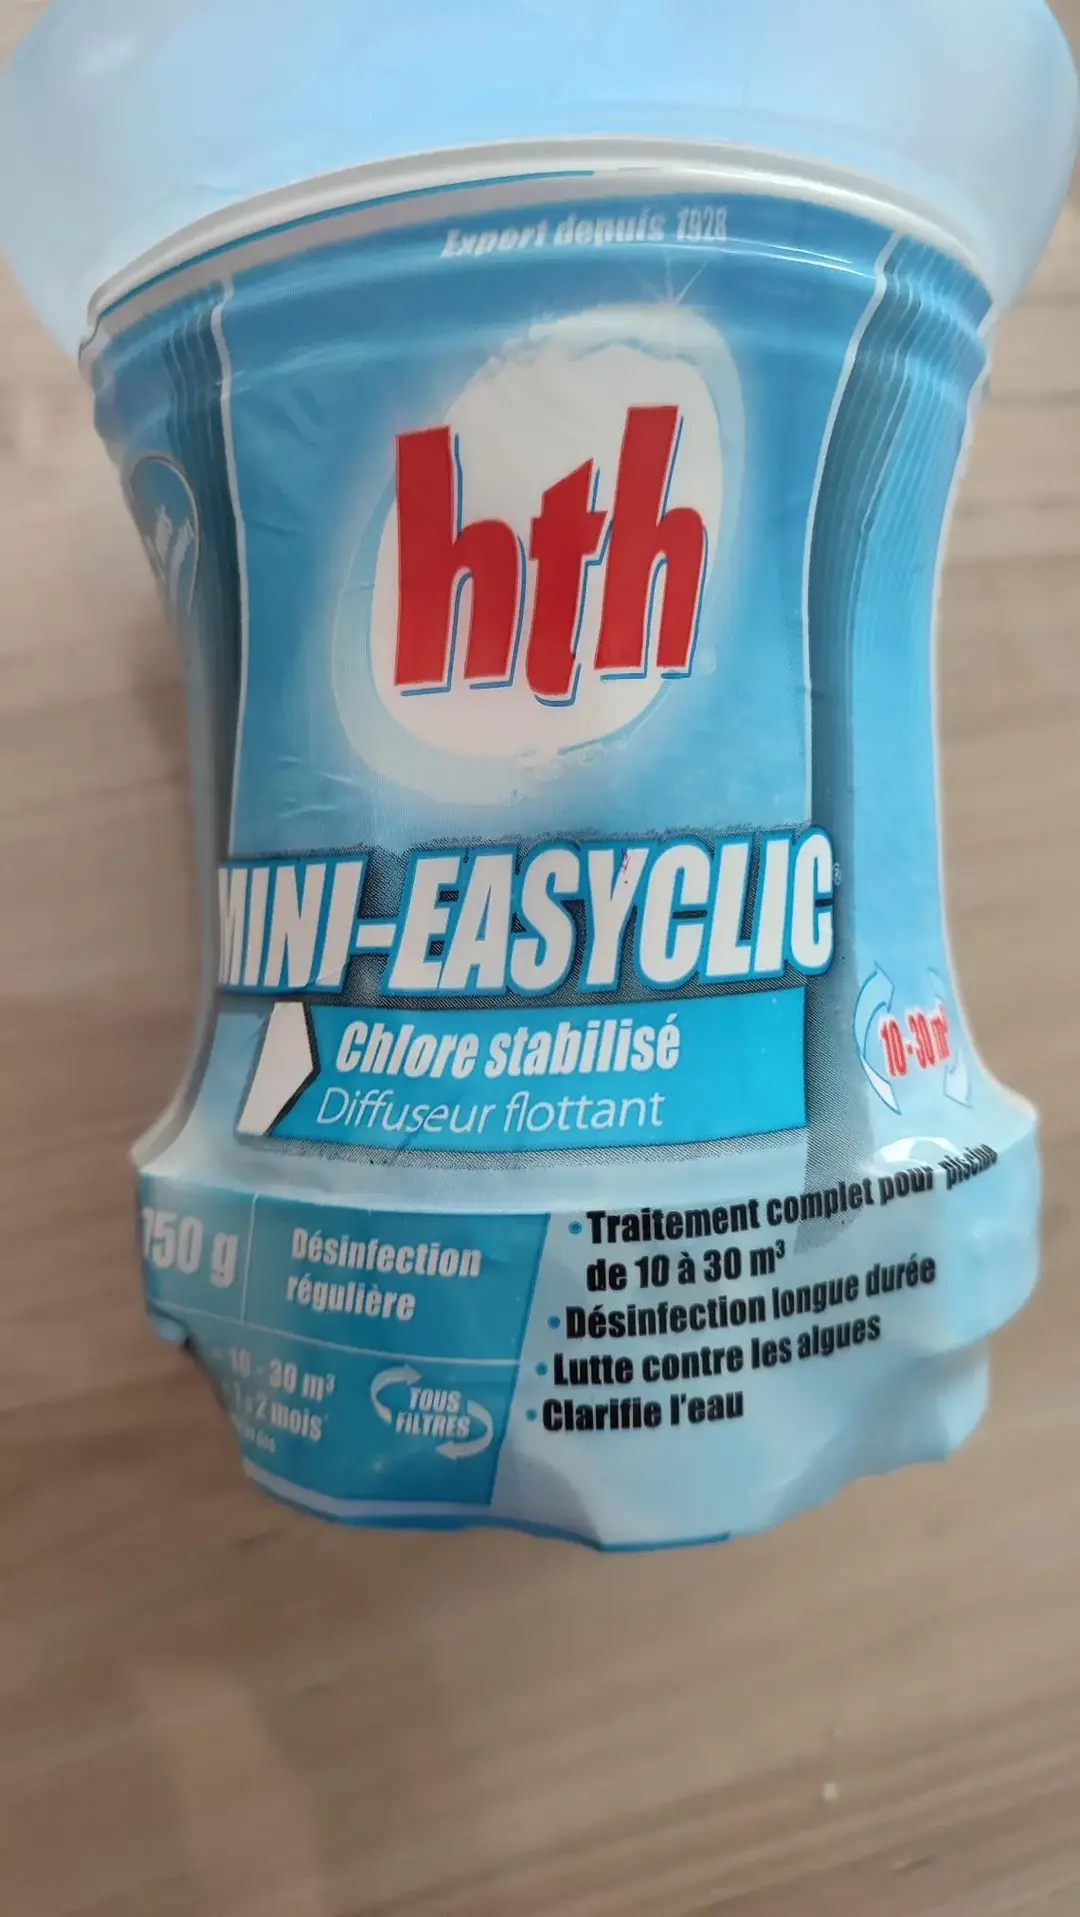 Expert depuis 1928
hth
MINI-EASYCLIC®
Chlore stabilisé
Diffuseur flottant
10-30 m³
750 g
Désinfection
régulière
• Traitement complet pour piscine
de 10 à 30 m³
• Désinfection longue durée
• Lutte contre les algues
• Clarifie l'eau
10 - 30 m³
2 mois
TOUS
FILTRES